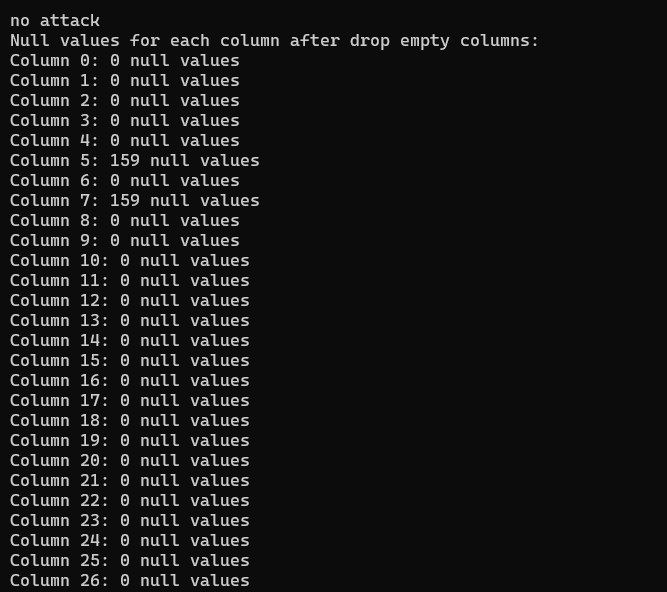 no attack
Null values for each column after drop empty columns:
Column 0: 0 null values
Column 1: 0 null values
Column 2: 0 null values
Column 3: 0 null values
Column 4: 0 null values
Column 5: 159 null values
Column 6: 0 null values
Column 7: 159 null values
Column 8: 0 null values
Column 9: 0 null values
Column 10: 0 null values
Column 11: 0 null values
Column 12: 0 null values
Column 13: 0 null values
Column 14: 0 null values
Column 15: 0 null values
Column 16: 0 null values
Column 17: 0 null values
Column 18: 0 null values
Column 19: 0 null values
Column 20: 0 null values
Column 21: 0 null values
Column 22: 0 null values
Column 23: 0 null values
Column 24: 0 null values
Column 25: 0 null values
Column 26: 0 null values